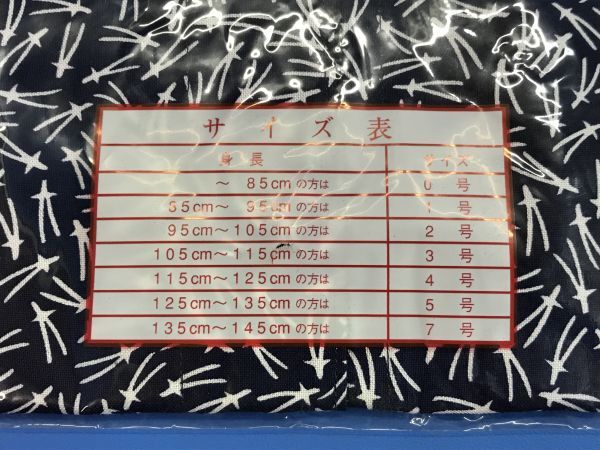 サイズ表
身長 サイズ
～ 85cmの方は 0 号
85cm～ 95cmの方は 1 号
95cm～105cmの方は 2 号
105cm～115cmの方は 3 号
115cm～125cmの方は 4 号
125cm～135cmの方は 5 号
135cm～145cmの方は 7 号